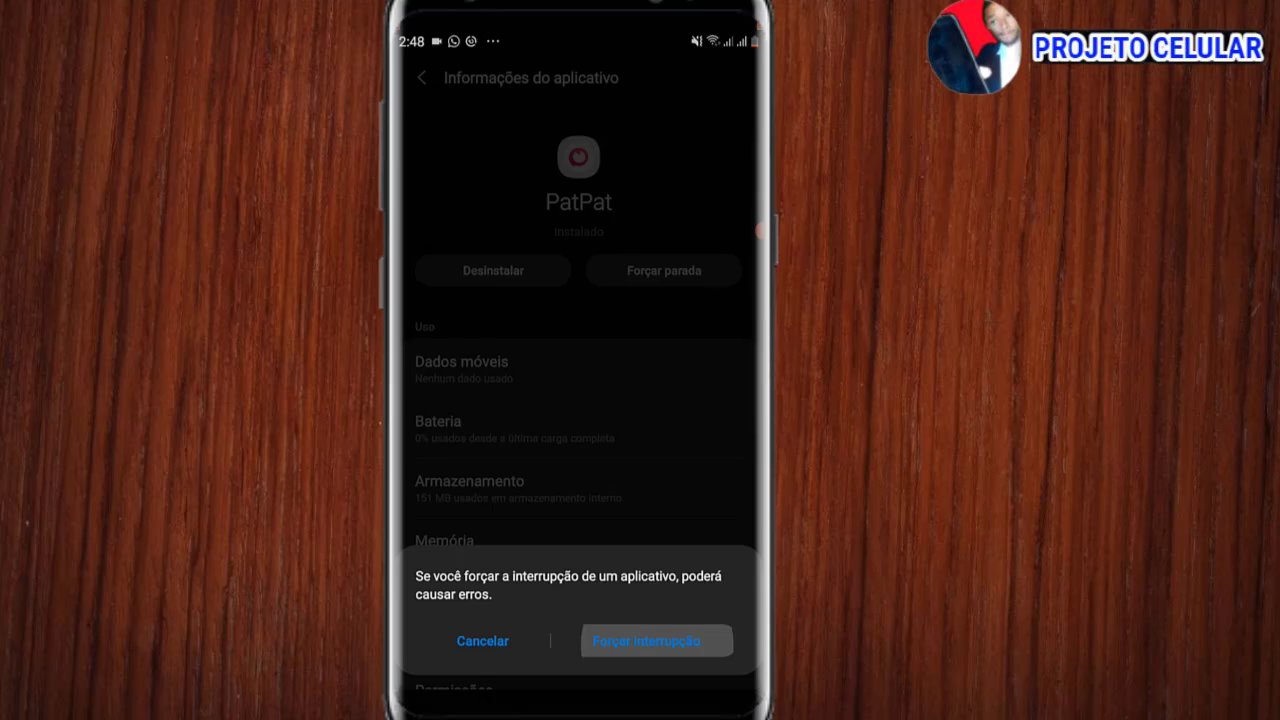 PROJETO CELULAR
2:48
Informações do aplicativo
PatPat
Instalado
Desinstalar
Forçar parada
Uso
Dados móveis
Nenhum dado usado
Bateria
0% usados desde a última carga completa
Armazenamento
151 MB usados em armazenamento interno
Memória
Se você forçar a interrupção de um aplicativo, poderá
causar erros.
Cancelar
Forçar interrupção
Permissões